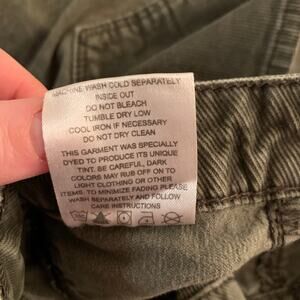 MACHINE WASH COLD SEPARATELY
INSIDE OUT
DO NOT BLEACH
TUMBLE DRY LOW
COOL IRON IF NECESSARY
DO NOT DRY CLEAN
THIS GARMENT WAS SPECIALLY
DYED TO PRODUCE ITS UNIQUE
TINT. BE CAREFUL, DARK
COLORS MAY RUB OFF ON TO
LIGHT CLOTHING OR OTHER
ITEMS. TO MINIMIZE FADING PLEASE
WASH SEPARATELY AND FOLLOW
CARE INSTRUCTIONS